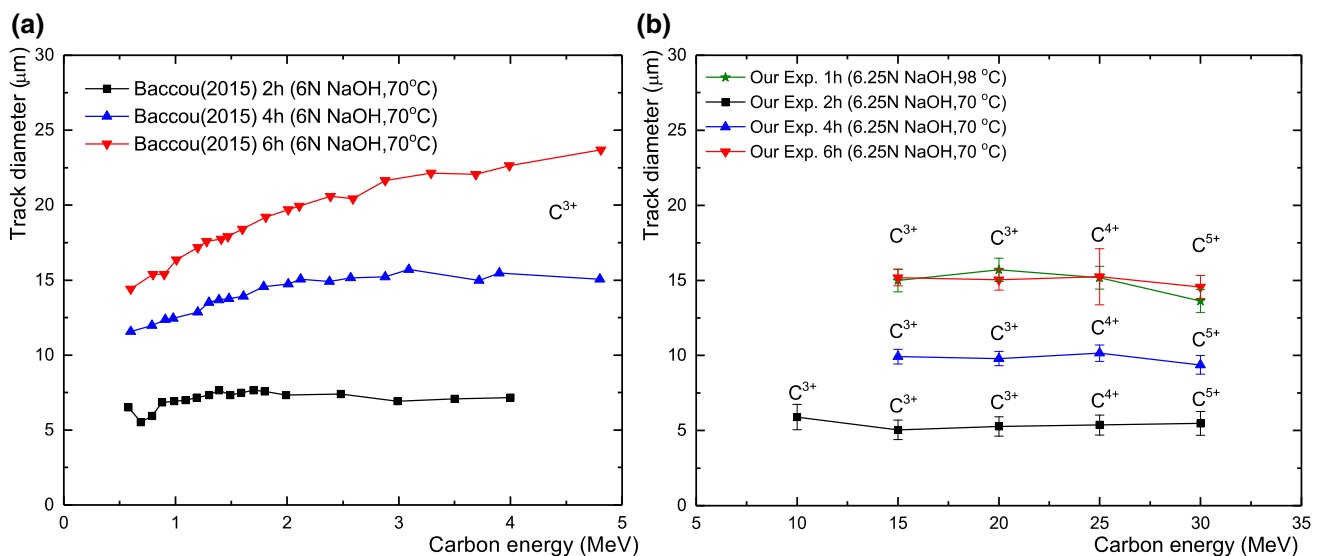 (a)
Track diameter (μm)
30
25
20
15
10
5
0
Baccou(2015) 2h (6N NaOH,70°C)
Baccou(2015) 4h (6N NaOH,70°C)
Baccou(2015) 6h (6N NaOH,70°C)
C³⁺
0 1 2 3 4 5
Carbon energy (MeV)
(b)
Track diameter (μm)
30
25
20
15
10
5
0
Our Exp. 1h (6.25N NaOH,98 °C)
Our Exp. 2h (6.25N NaOH,70 °C)
Our Exp. 4h (6.25N NaOH,70 °C)
Our Exp. 6h (6.25N NaOH,70 °C)
C³⁺ C³⁺ C⁴⁺ C⁵⁺
C³⁺ C³⁺ C⁴⁺ C⁵⁺
C³⁺ C³⁺ C³⁺ C⁴⁺ C⁵⁺
5 10 15 20 25 30 35
Carbon energy (MeV)